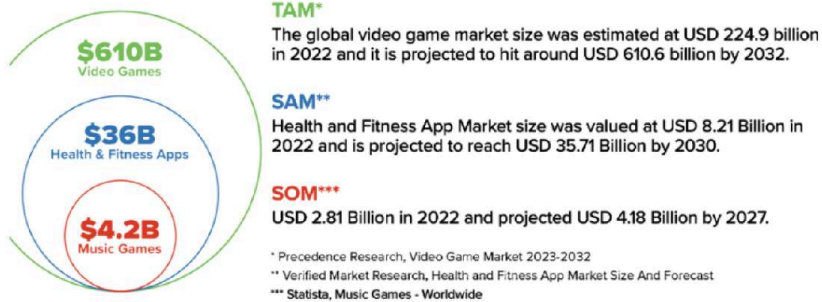 $610B
Video Games
$36B
Health & Fitness Apps
$4.2B
Music Games
TAM*
The global video game market size was estimated at USD 224.9 billion
in 2022 and it is projected to hit around USD 610.6 billion by 2032.
SAM**
Health and Fitness App Market size was valued at USD 8.21 Billion in
2022 and is projected to reach USD 35.71 Billion by 2030.
SOM***
USD 2.81 Billion in 2022 and projected USD 4.18 Billion by 2027.
* Precedence Research, Video Game Market 2023-2032
** Verified Market Research, Health and Fitness App Market Size And Forecast
*** Statista, Music Games - Worldwide